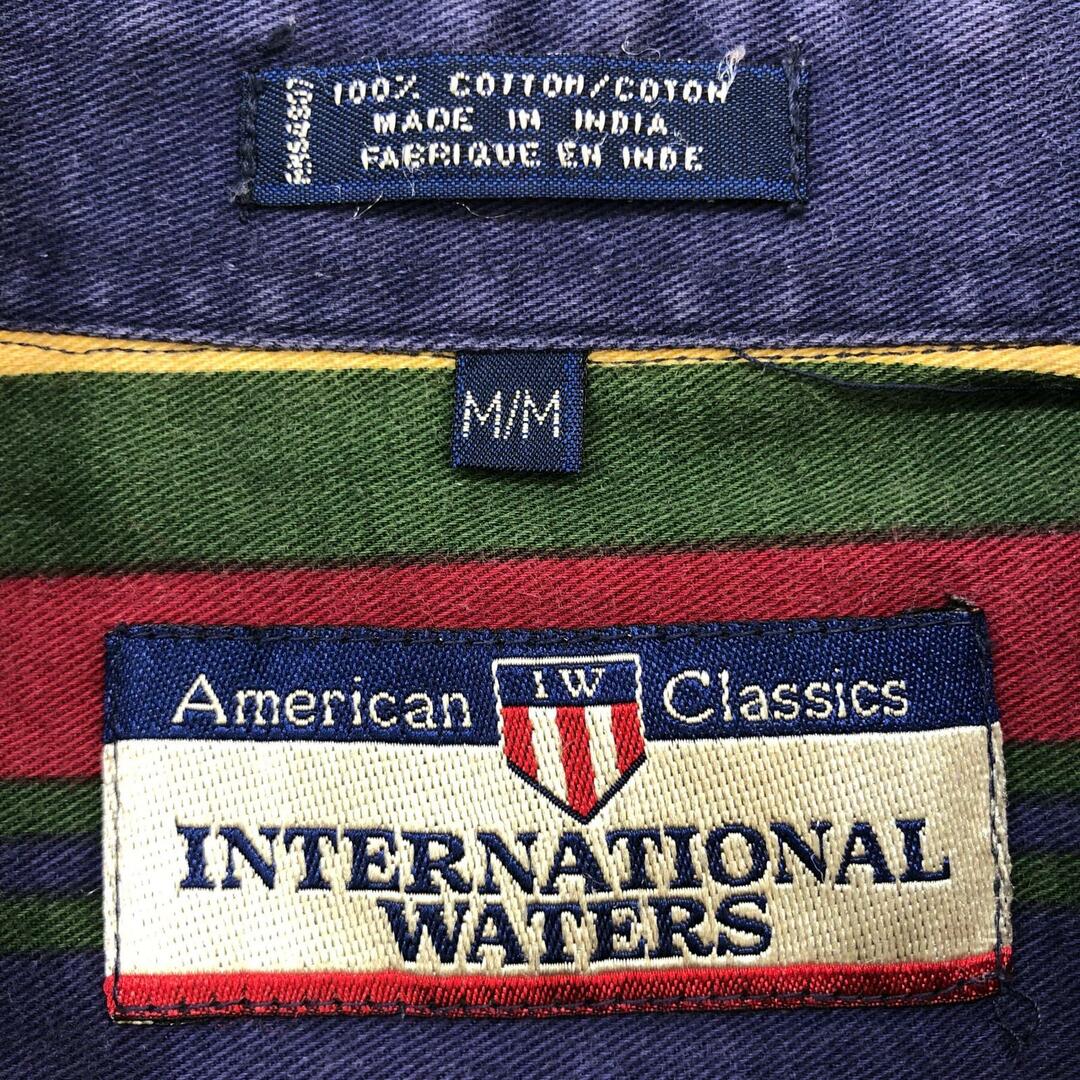 100% COTTON/COTON
MADE IN INDIA
FABRIQUE EN INDE
M/M
American IW Classics
INTERNATIONAL
WATERS